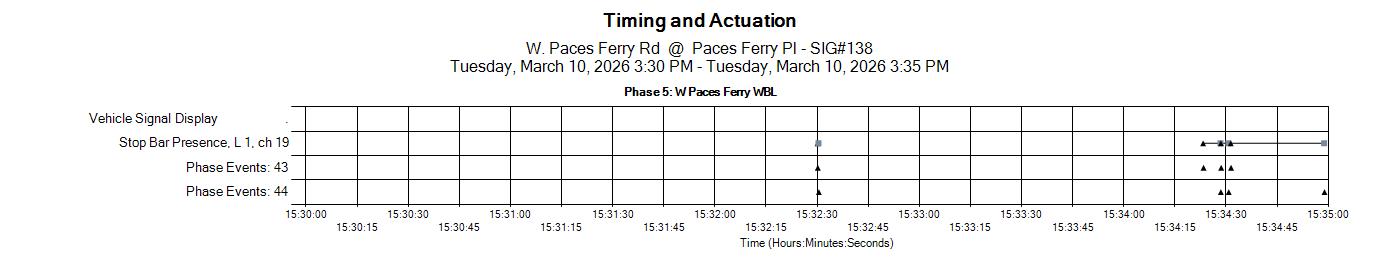 Timing and Actuation
W. Paces Ferry Rd @ Paces Ferry Pl - SIG#138
Tuesday, March 10, 2026 3:30 PM - Tuesday, March 10, 2026 3:35 PM
Phase 5: W Paces Ferry WBL
Vehicle Signal Display .
Stop Bar Presence, L 1, ch 19
Phase Events: 43
Phase Events: 44
15:30:00 15:30:30 15:31:00 15:31:30 15:32:00 15:32:30 15:33:00 15:33:30 15:34:00 15:34:30 15:35:00
15:30:15 15:30:45 15:31:15 15:31:45 15:32:15 15:32:45 15:33:15 15:33:45 15:34:15 15:34:45
Time (Hours:Minutes:Seconds)